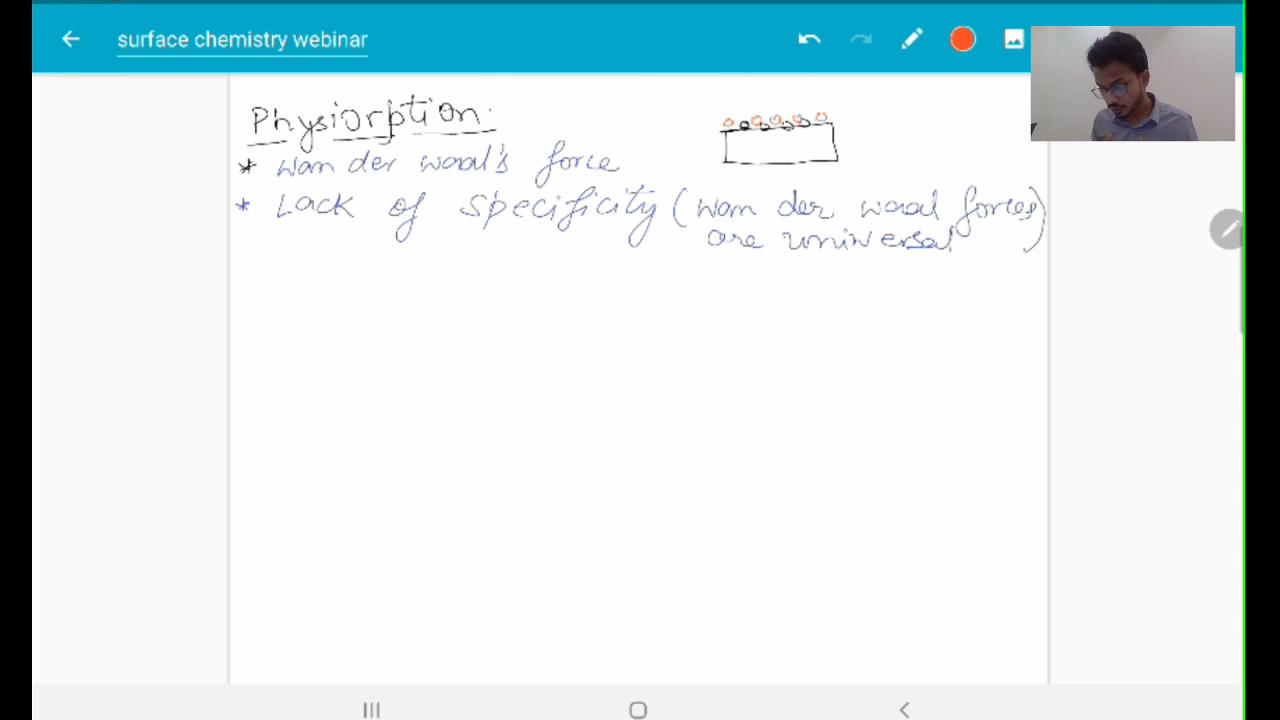 surface chemistry webinar
Physiorption.
* wan der waal's force
* Lack of specificity (wan der waal forces
are universal)